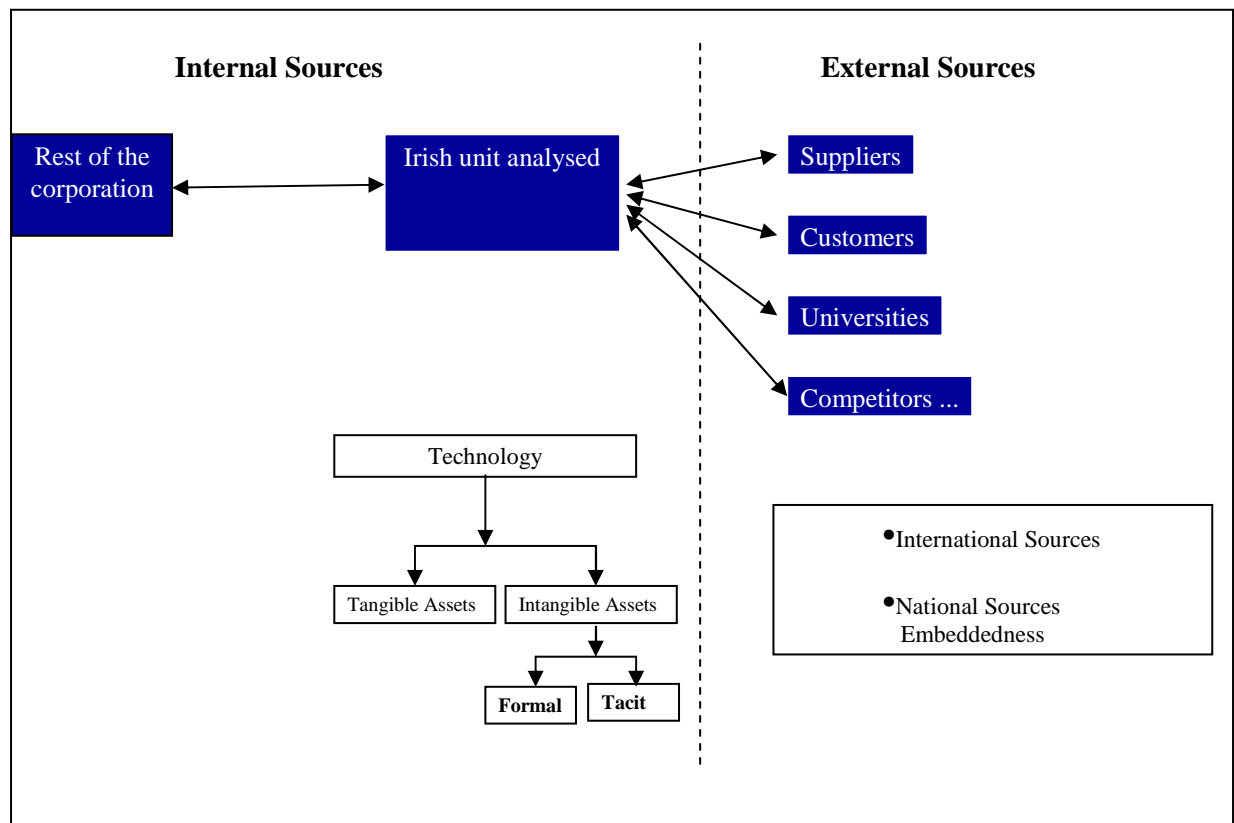 Internal Sources
External Sources
Rest of the
corporation
Irish unit analysed
Suppliers
Customers
Universities
Competitors ...
Technology
Tangible Assets
Intangible Assets
Formal
Tacit
•International Sources
•National Sources
Embeddedness